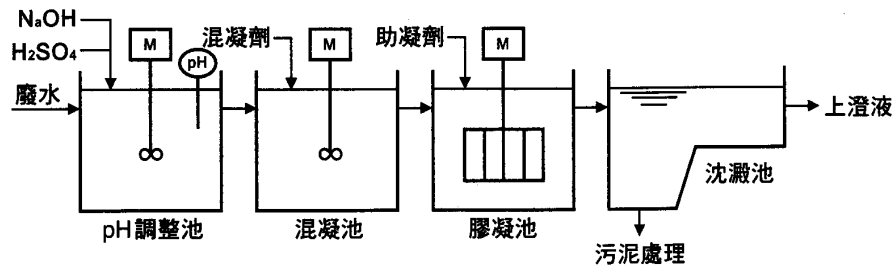 NaOH
H₂SO₄
廢水
M
pH
混凝劑
M
助凝劑
M
上澄液
pH調整池
混凝池
膠凝池
沈澱池
污泥處理